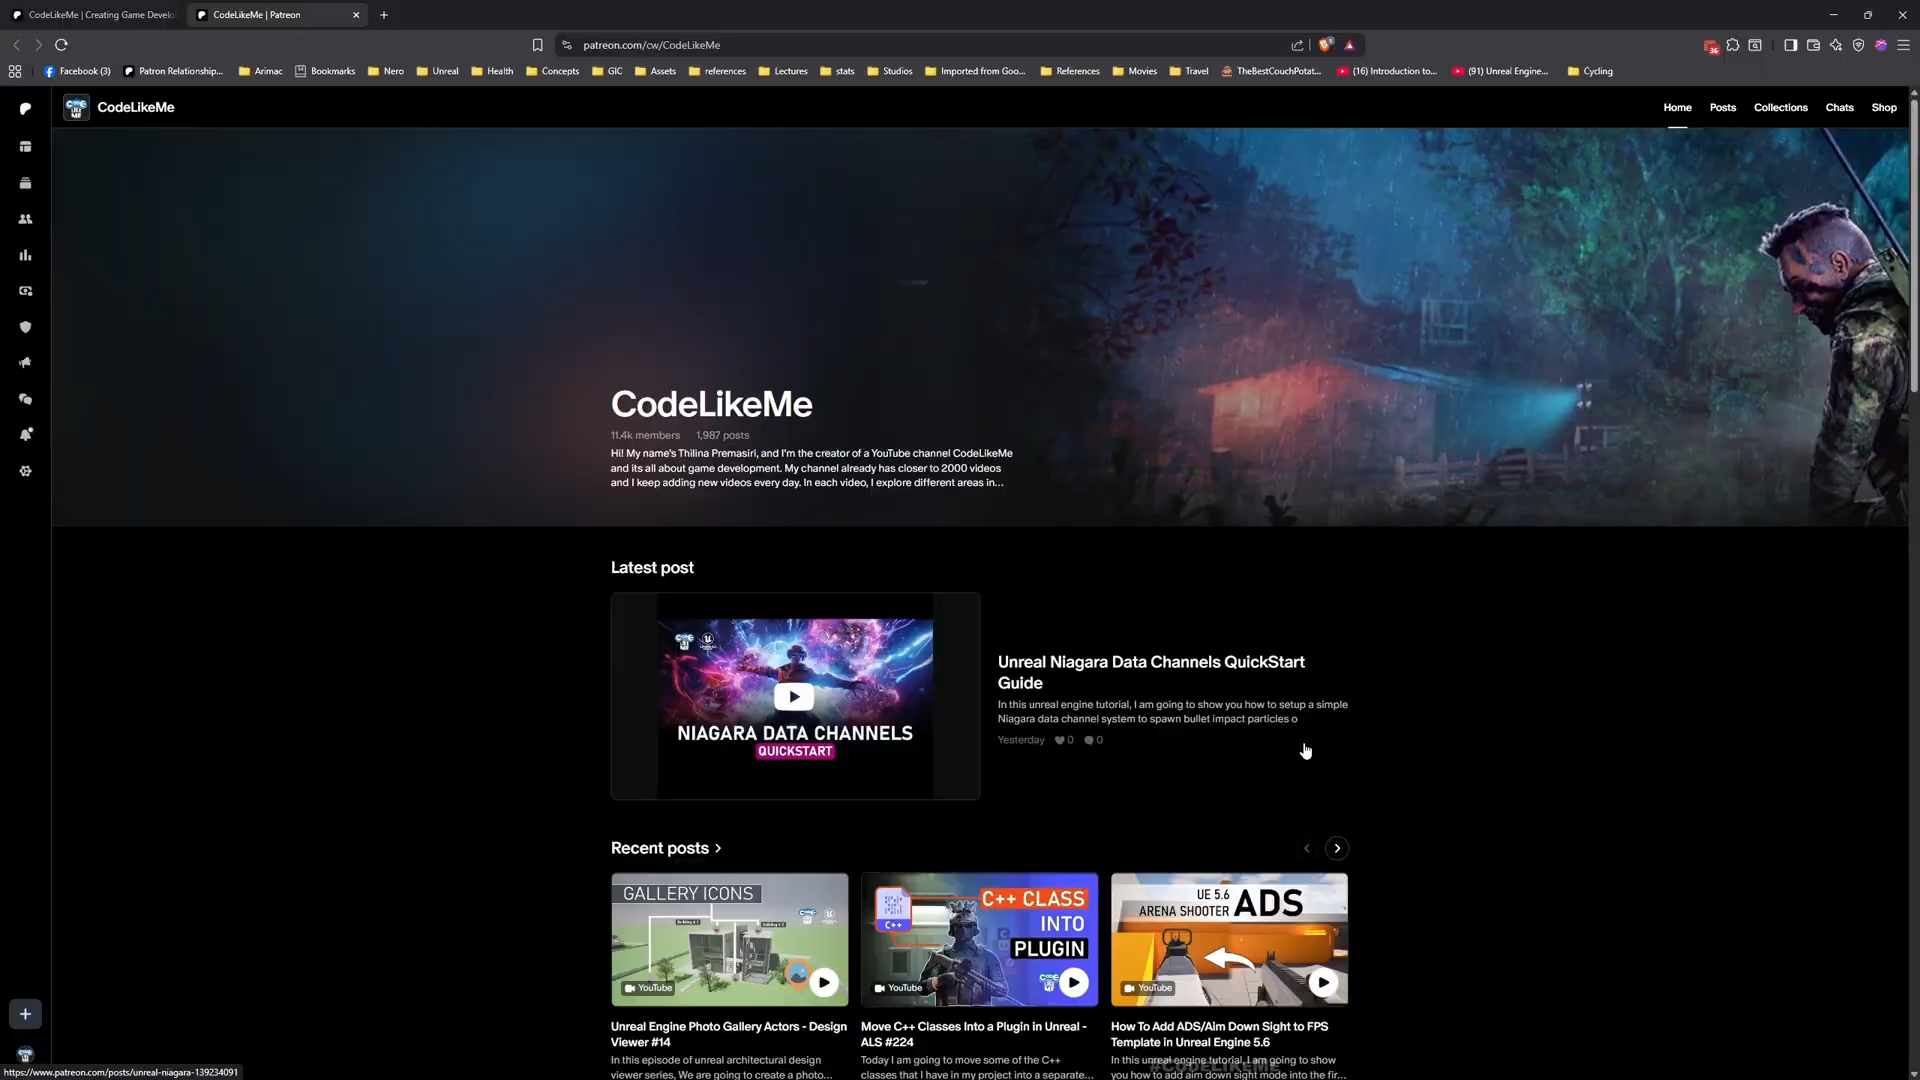 CodeLikeMe | Creating Game Develo
CodeLikeMe | Patreon
patreon.com/cw/CodeLikeMe
36
Facebook (3)
Patron Relationship...
Arimac
Bookmarks
Nero
Unreal
Health
Concepts
GIC
Assets
references
Lectures
stats
Studios
Imported from Goo...
References
Movies
Travel
TheBestCouchPotat...
(16) Introduction to...
(91) Unreal Engine...
Cycling
CodeLikeMe
Home
Posts
Collections
Chats
Shop
CodeLikeMe
11.4k members
1,987 posts
Hi! My name's Thilina Premasiri, and I'm the creator of a YouTube channel CodeLikeMe
and its all about game development. My channel already has closer to 2000 videos
and I keep adding new videos every day. In each video, I explore different areas in...
Latest post
NIAGARA DATA CHANNELS
QUICKSTART
Unreal Niagara Data Channels QuickStart
Guide
In this unreal engine tutorial, I am going to show you how to setup a simple
Niagara data channel system to spawn bullet impact particles o
Yesterday
0
0
Recent posts
GALLERY ICONS
YouTube
C++ CLASS
INTO
PLUGIN
C++
YouTube
UE 5.6
ARENA SHOOTER
ADS
YouTube
Unreal Engine Photo Gallery Actors - Design
Viewer #14
In this episode of unreal architectural design
viewer series, We are going to create a photo...
Move C++ Classes Into a Plugin in Unreal -
ALS #224
Today I am going to move some of the C++
classes that I have in my project into a separate...
How To Add ADS/Aim Down Sight to FPS
Template in Unreal Engine 5.6
In this unreal engine tutorial, I am going to show
you how to add aim down sight mode into the fir...
#CODELIKEME
https://www.patreon.com/posts/unreal-niagara-139234091